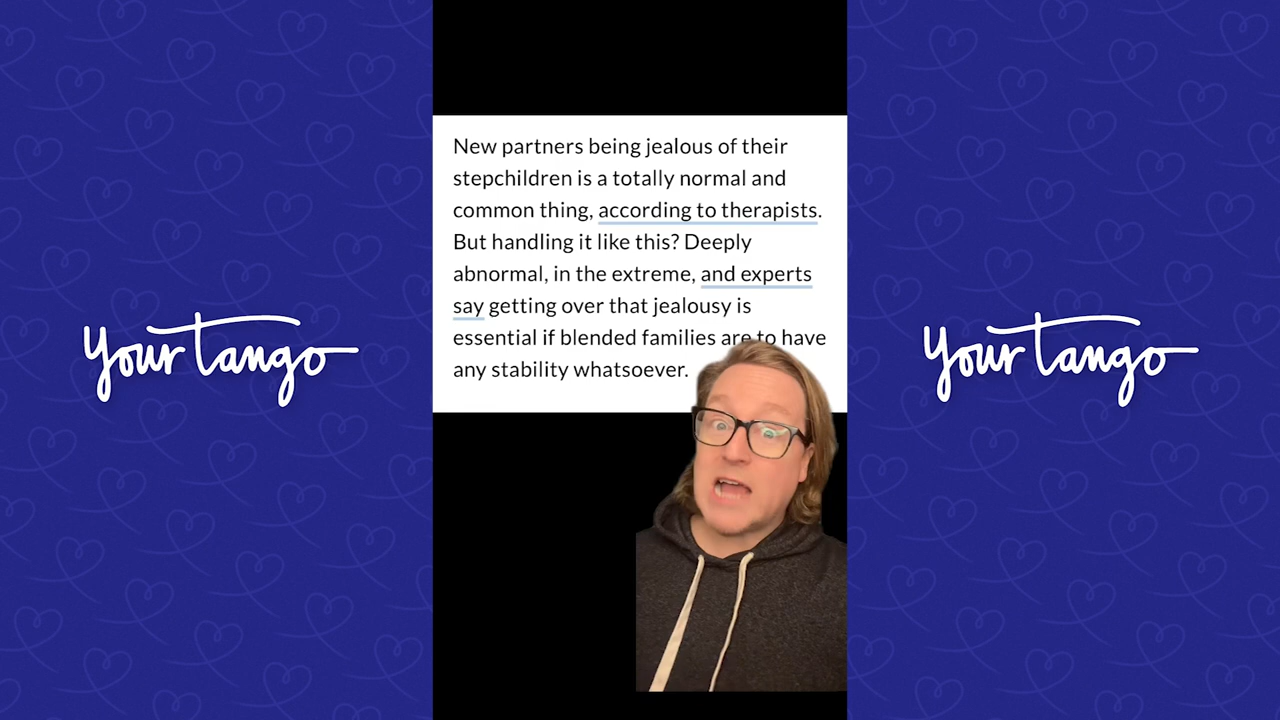 New partners being jealous of their
stepchildren is a totally normal and
common thing, according to therapists.
But handling it like this? Deeply
abnormal, in the extreme, and experts
say getting over that jealousy is
essential if blended families are to have
any stability whatsoever.
Your tango
Your tango